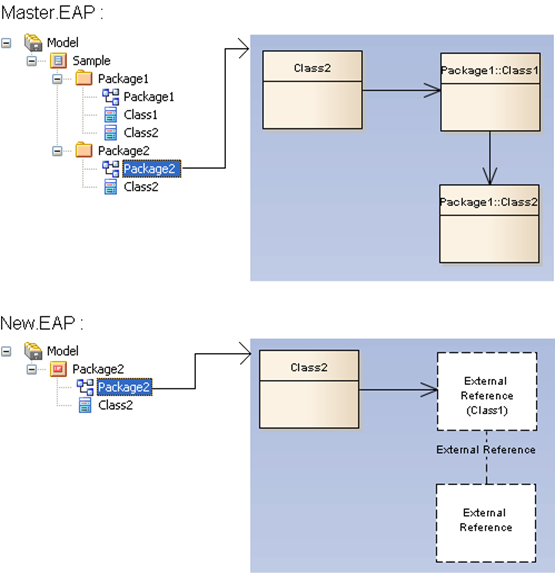 Master.EAP :
Model
Sample
Package1
Package1
Class1
Class2
Package2
Package2
Class2
Class2
Package1::Class1
Package1::Class2
New.EAP :
Model
Package2
Package2
Class2
Class2
External
Reference
(Class1)
External Reference
External
Reference